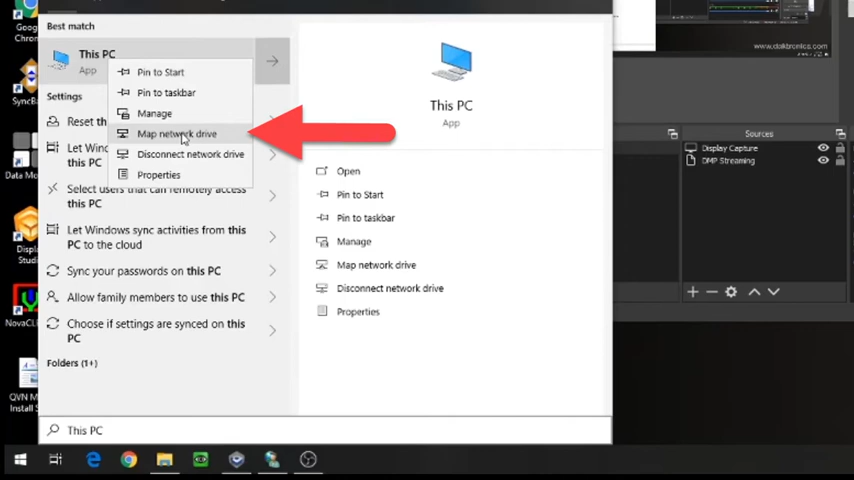 Google
Chrom
SyncBa
Data Mo
Displ
Studi
NovaCLB
QVN M
Install S
Best match
This PC
App
Pin to Start
Pin to taskbar
Manage
Map network drive
Disconnect network drive
Properties
Settings
Reset th
Let Wind
this PC
Select users that can remotely access
this PC
Let Windows sync activities from this
PC to the cloud
Sync your passwords on this PC
Allow family members to use this PC
Choose if settings are synced on this
PC
Folders (1+)
This PC
This PC
App
Open
Pin to Start
Pin to taskbar
Manage
Map network drive
Disconnect network drive
Properties
www.daktronics.com
Sources
Display Capture
DMP Streaming